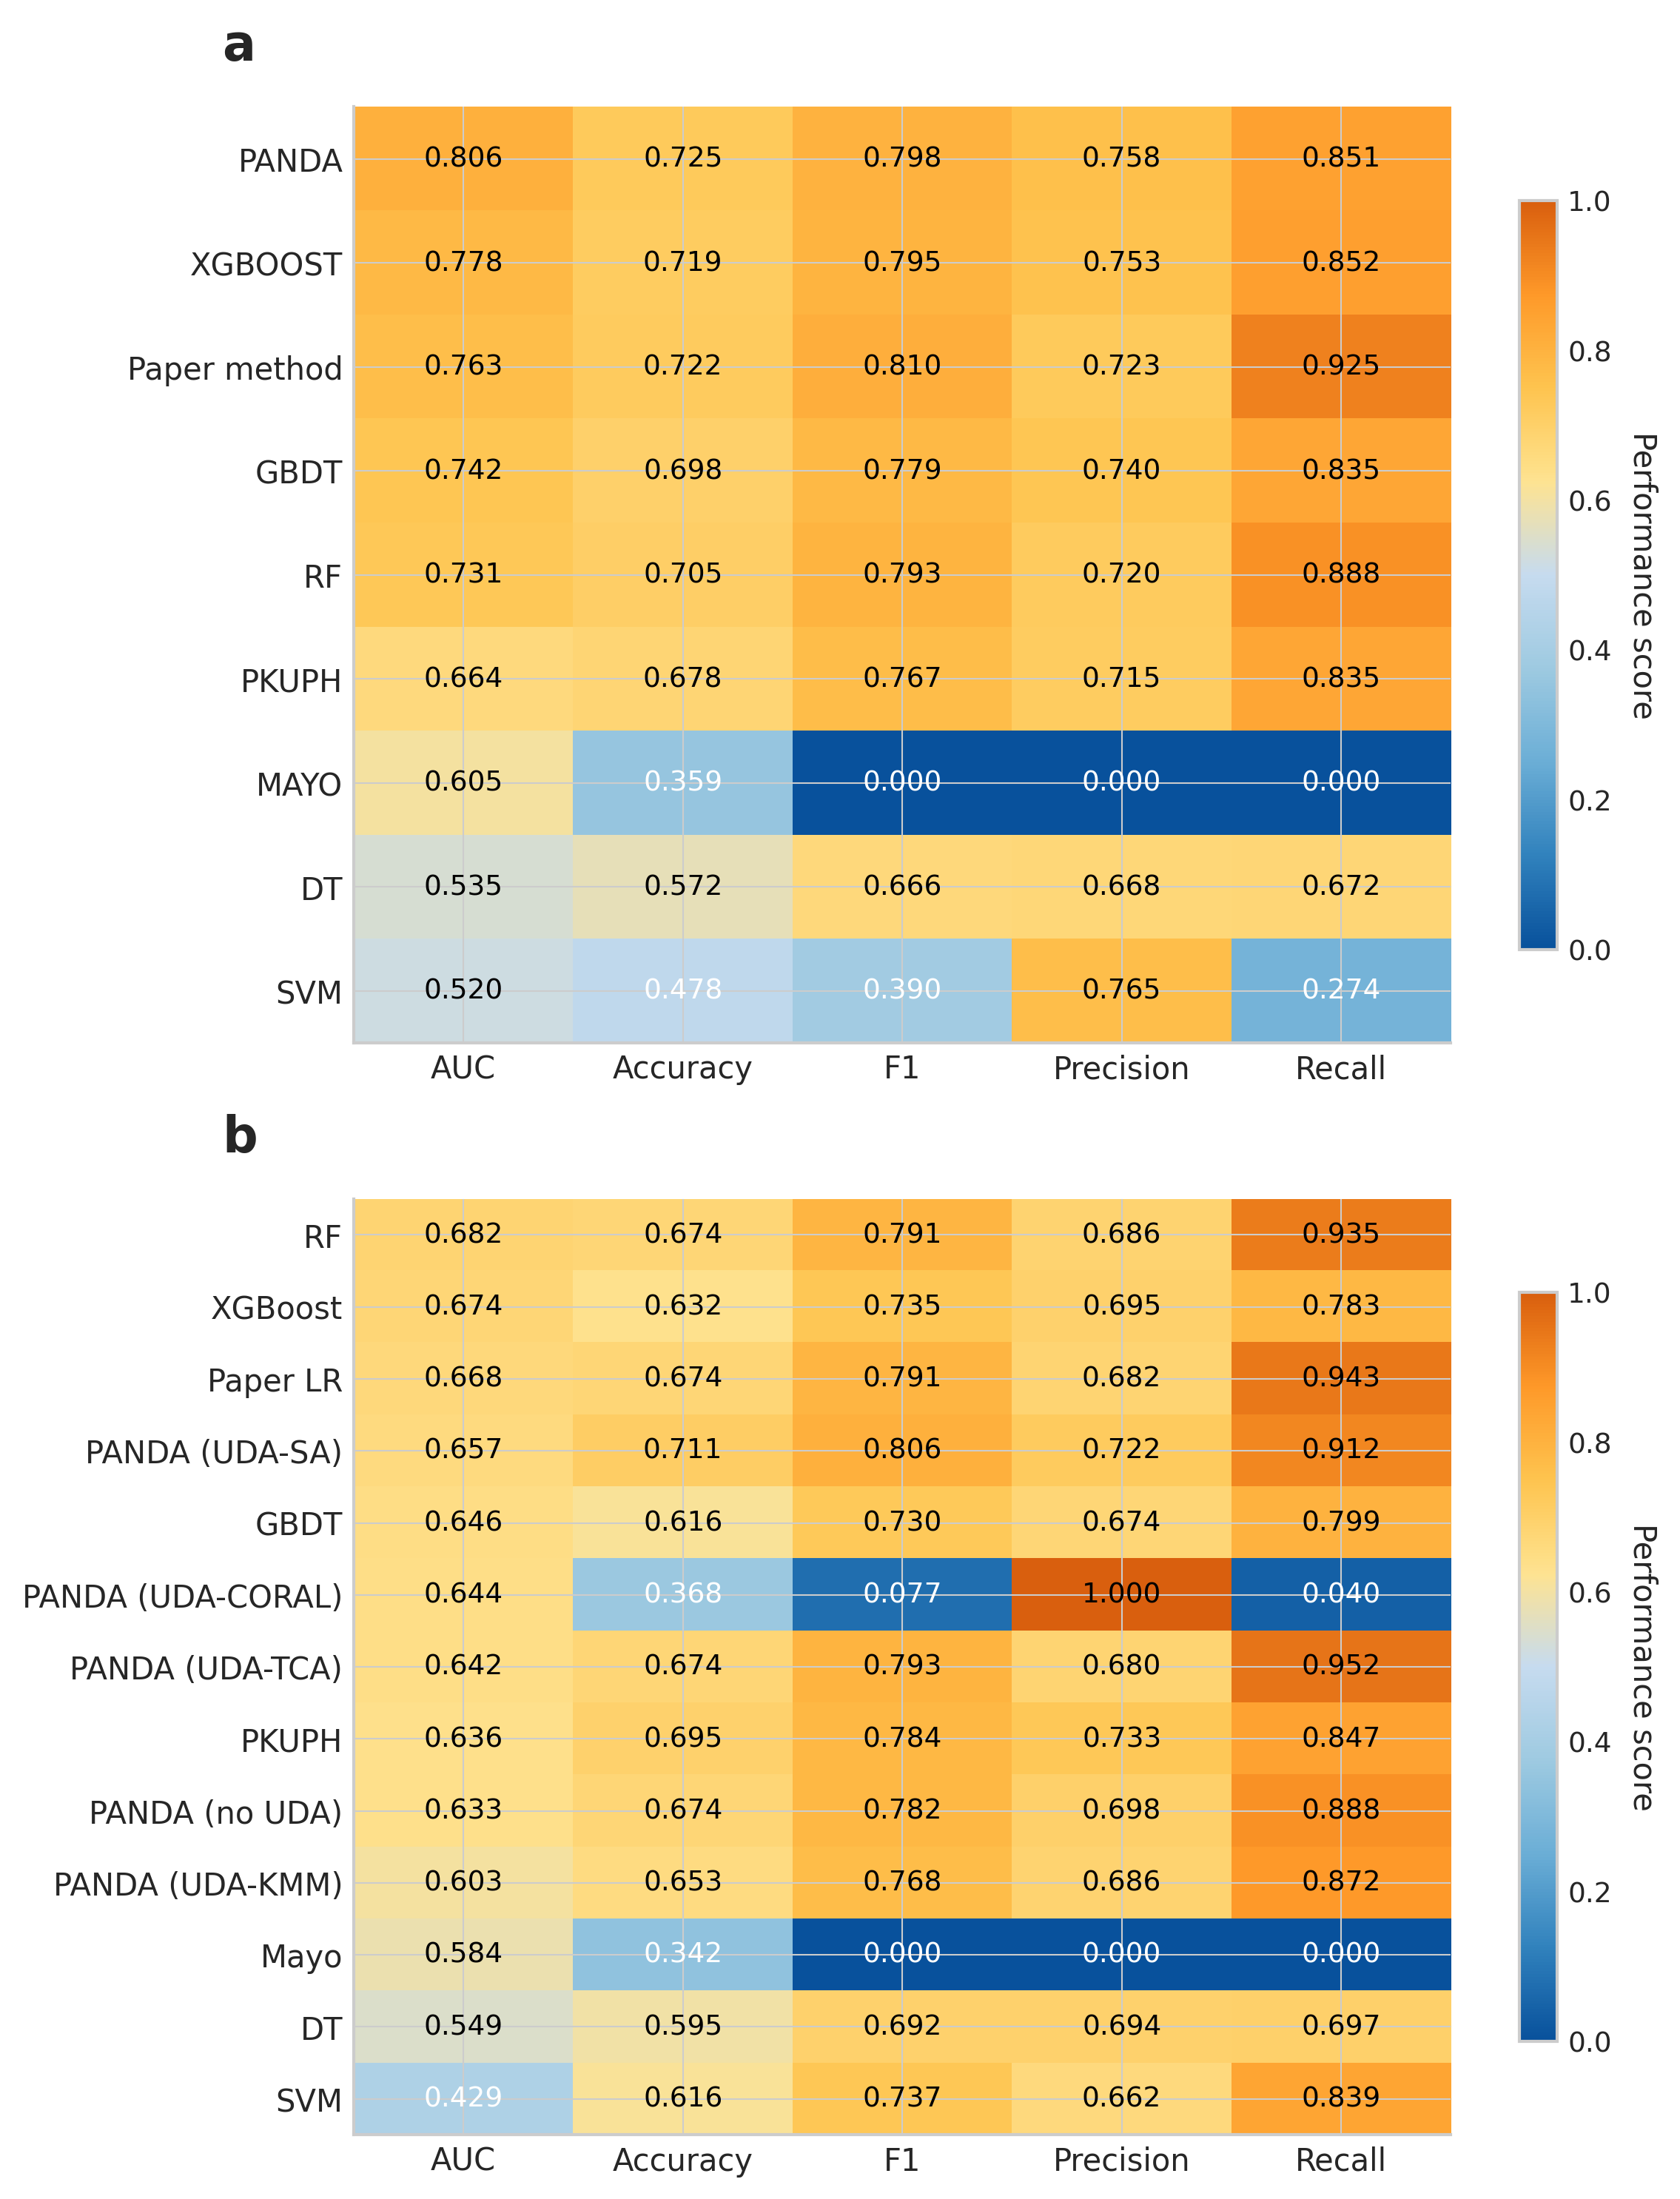 a
PANDA 0.806 0.725 0.798 0.758 0.851
XGBOOST 0.778 0.719 0.795 0.753 0.852
Paper method 0.763 0.722 0.810 0.723 0.925
GBDT 0.742 0.698 0.779 0.740 0.835
RF 0.731 0.705 0.793 0.720 0.888
PKUPH 0.664 0.678 0.767 0.715 0.835
MAYO 0.605 0.359 0.000 0.000 0.000
DT 0.535 0.572 0.666 0.668 0.672
SVM 0.520 0.478 0.390 0.765 0.274
AUC Accuracy F1 Precision Recall
1.0
0.8
0.6
0.4
0.2
0.0
Performance score
b
RF 0.682 0.674 0.791 0.686 0.935
XGBoost 0.674 0.632 0.735 0.695 0.783
Paper LR 0.668 0.674 0.791 0.682 0.943
PANDA (UDA-SA) 0.657 0.711 0.806 0.722 0.912
GBDT 0.646 0.616 0.730 0.674 0.799
PANDA (UDA-CORAL) 0.644 0.368 0.077 1.000 0.040
PANDA (UDA-TCA) 0.642 0.674 0.793 0.680 0.952
PKUPH 0.636 0.695 0.784 0.733 0.847
PANDA (no UDA) 0.633 0.674 0.782 0.698 0.888
PANDA (UDA-KMM) 0.603 0.653 0.768 0.686 0.872
Mayo 0.584 0.342 0.000 0.000 0.000
DT 0.549 0.595 0.692 0.694 0.697
SVM 0.429 0.616 0.737 0.662 0.839
AUC Accuracy F1 Precision Recall
1.0
0.8
0.6
0.4
0.2
0.0
Performance score